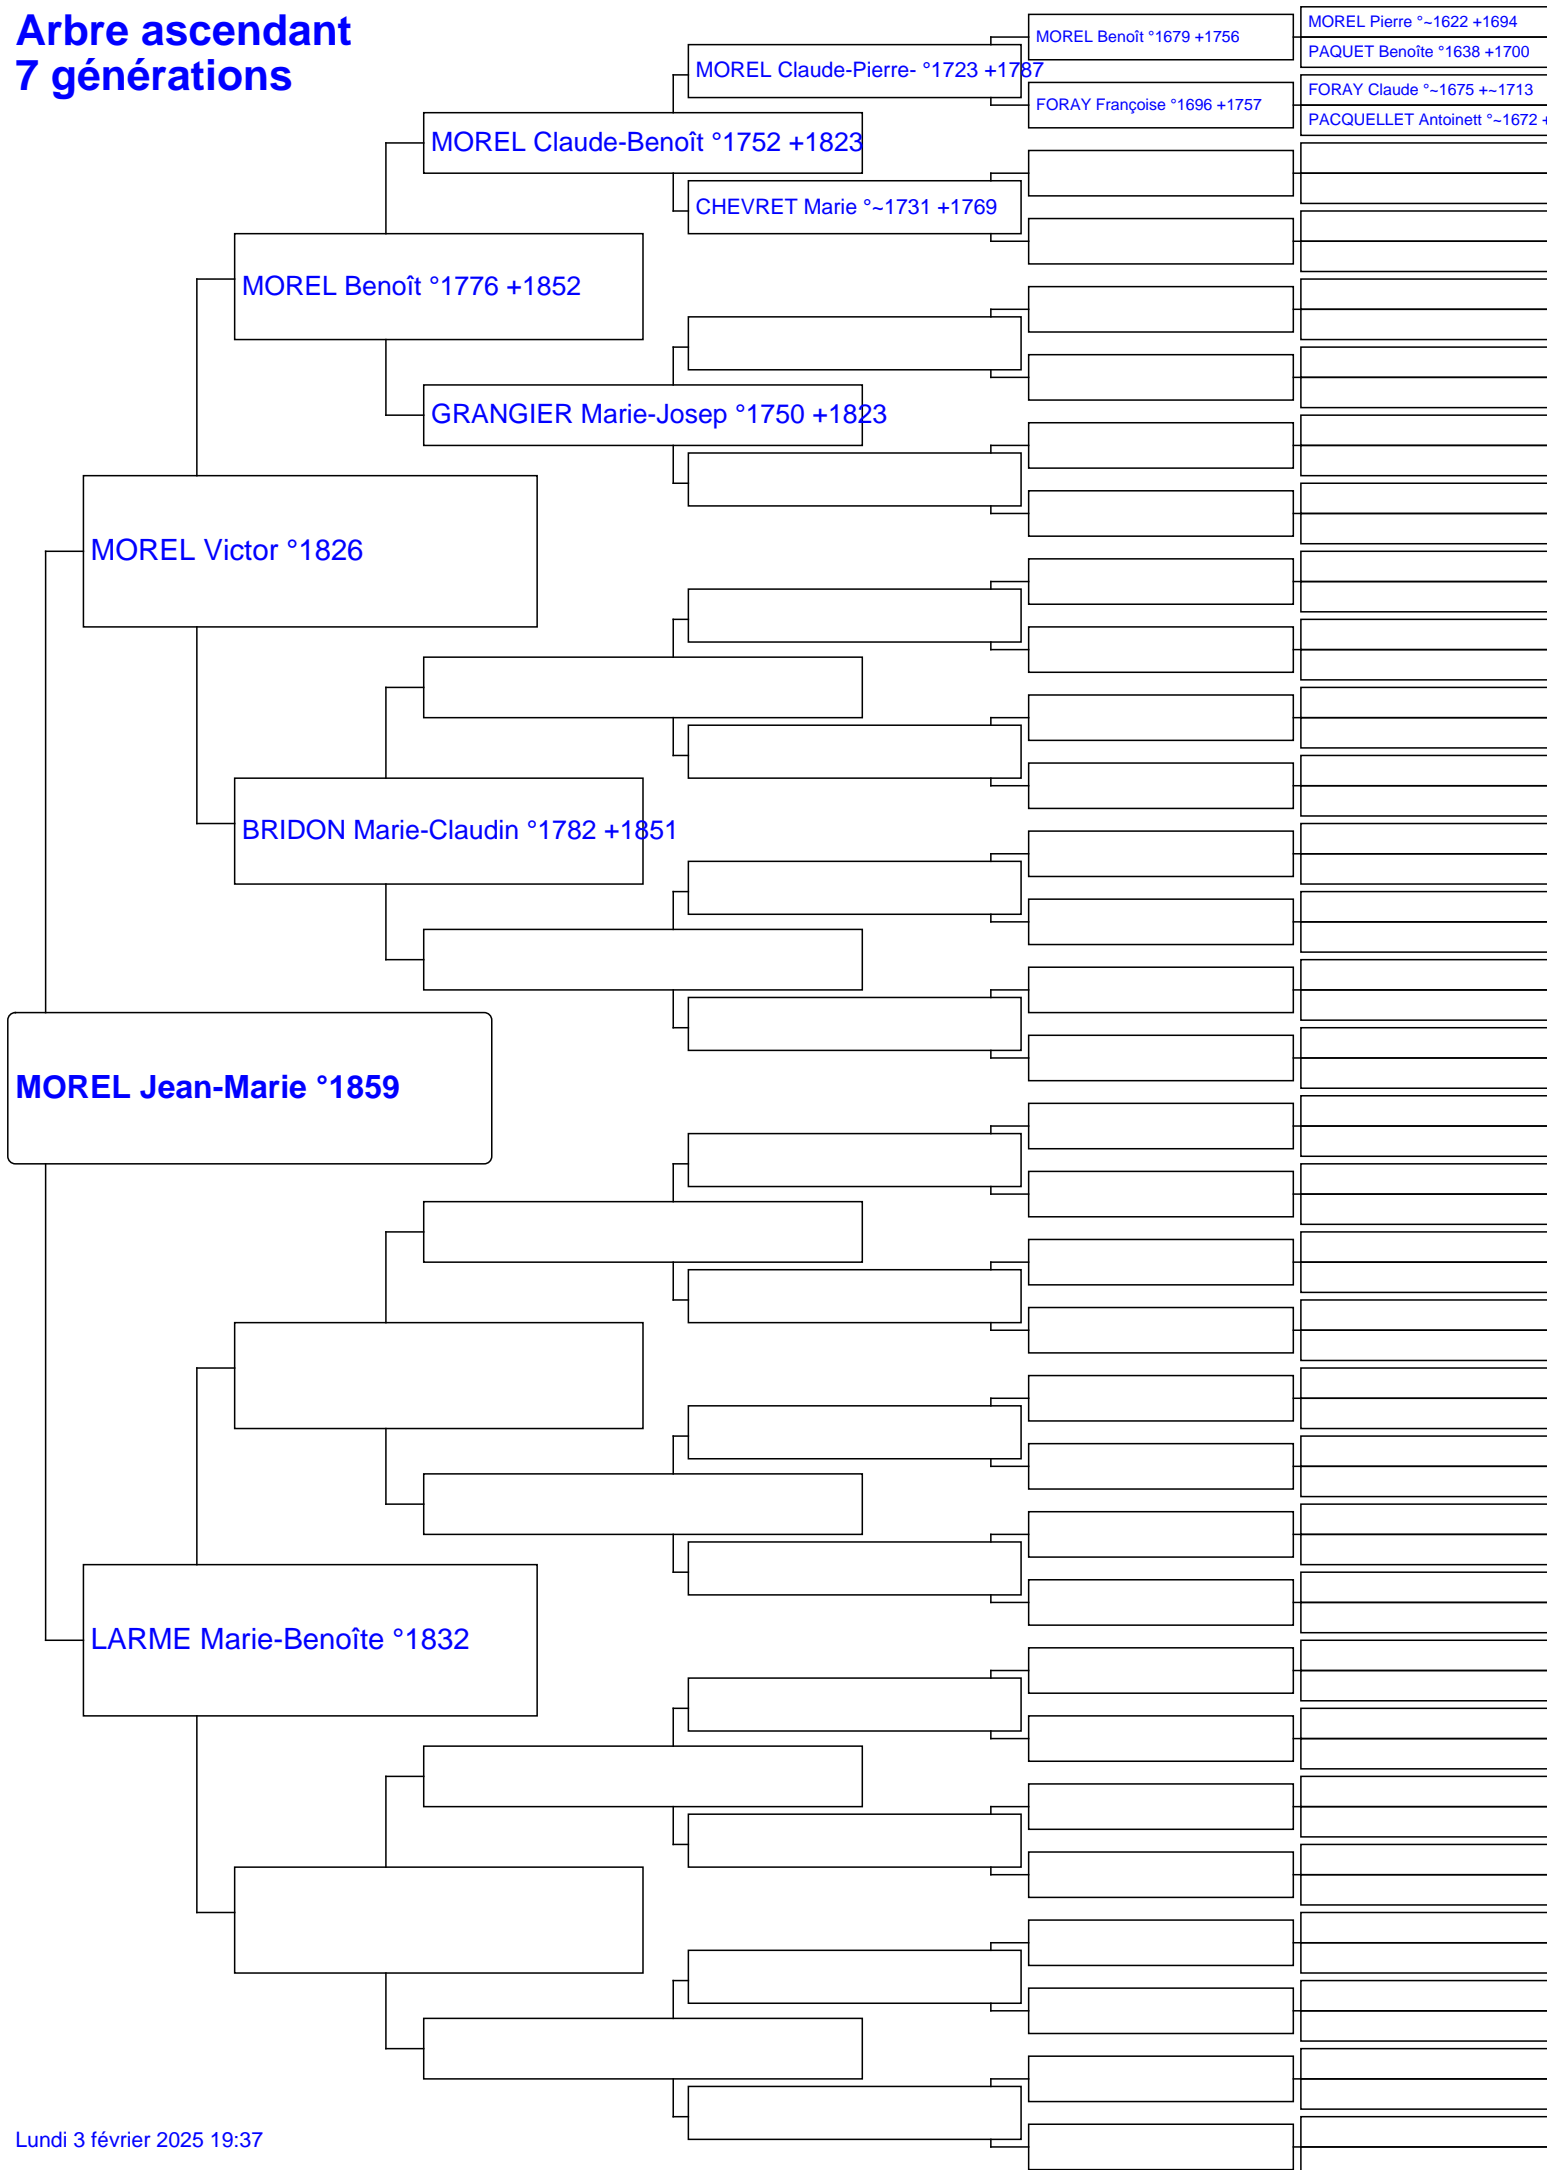 Arbre ascendant
7 générations
MOREL Pierre °~1622 +1694
MOREL Benoît °1679 +1756
PAQUET Benoîte °1638 +1700
MOREL Claude-Pierre- °1723 +1787
FORAY Claude °~1675 +~1713
FORAY Françoise °1696 +1757
PACQUELLET Antoinett °~1672 +
MOREL Claude-Benoît °1752 +1823
CHEVRET Marie °~1731 +1769
MOREL Benoît °1776 +1852
GRANGIER Marie-Josep °1750 +1823
MOREL Victor °1826
BRIDON Marie-Claudin °1782 +1851
MOREL Jean-Marie °1859
LARME Marie-Benoîte °1832
Lundi 3 février 2025 19:37